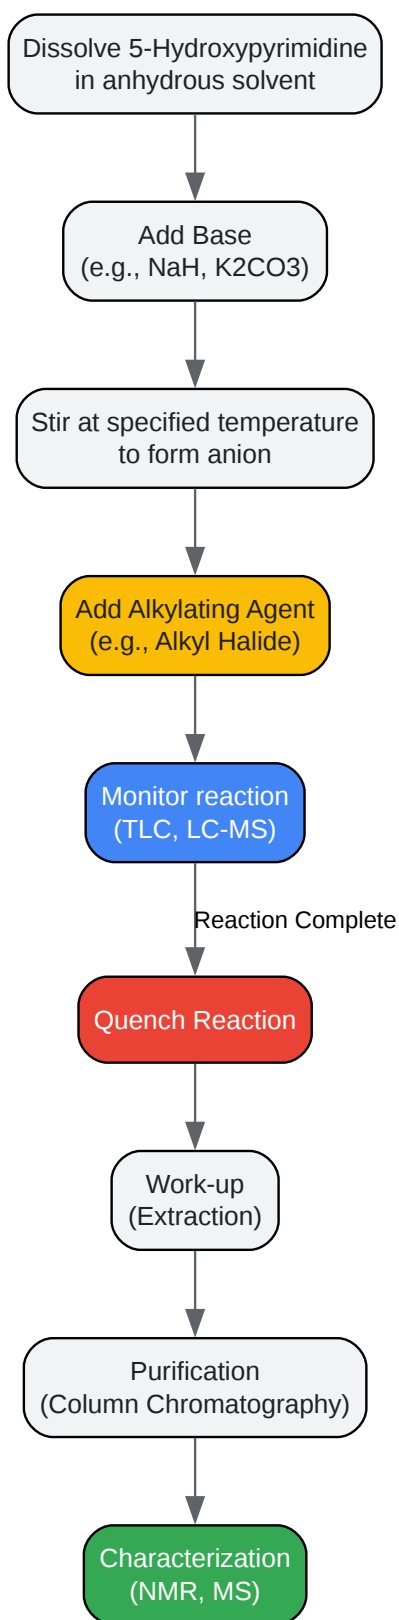 Dissolve 5-Hydroxypyrimidine
in anhydrous solvent
Add Base
(e.g., NaH, K2CO3)
Stir at specified temperature
to form anion
Add Alkylating Agent
(e.g., Alkyl Halide)
Monitor reaction
(TLC, LC-MS)
Reaction Complete
Quench Reaction
Work-up
(Extraction)
Purification
(Column Chromatography)
Characterization
(NMR, MS)